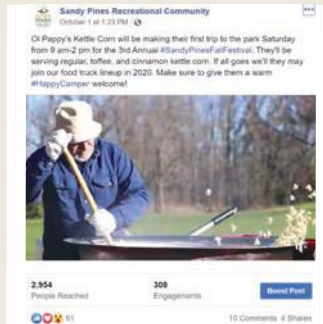 Sandy Pines Recreational Community
October 1 at 1:23 PM ·
Ol Pappy's Kettle Corn will be making their first trip to the park Saturday
from 9 am-2 pm for the 3rd Annual #SandyPinesFallFestival. They'll be
serving regular, toffee, and cinnamon kettle corn. If all goes we'll they may
join our food truck lineup in 2020. Make sure to give them a warm
#HappyCamper welcome!
2,954
People Reached
308
Engagements
Boost Post
51
10 Comments 4 Shares